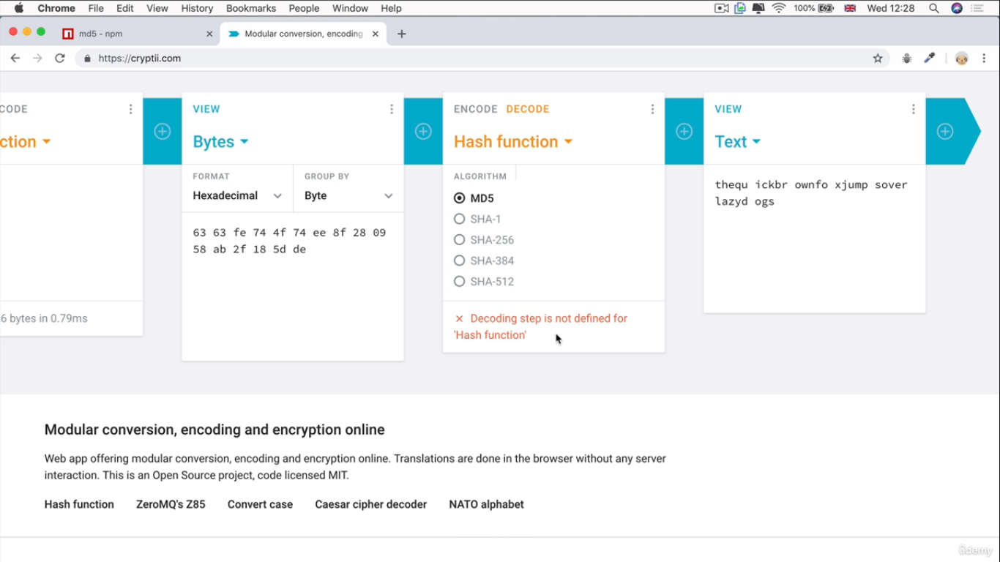 Chrome File Edit View History Bookmarks People Window Help 100% Wed 12:28
md5 - npm Modular conversion, encoding
https://cryptii.com
CODE
ction
6 bytes in 0.79ms
VIEW
Bytes
FORMAT GROUP BY
Hexadecimal Byte
63 63 fe 74 4f 74 ee 8f 28 09
58 ab 2f 18 5d de
ENCODE DECODE
Hash function
ALGORITHM
MD5
SHA-1
SHA-256
SHA-384
SHA-512
× Decoding step is not defined for
'Hash function'
VIEW
Text
thequ ickbr ownfo xjump sover
lazyd ogs
Modular conversion, encoding and encryption online
Web app offering modular conversion, encoding and encryption online. Translations are done in the browser without any server
interaction. This is an Open Source project, code licensed MIT.
Hash function ZeroMQ's Z85 Convert case Caesar cipher decoder NATO alphabet
ûdemy